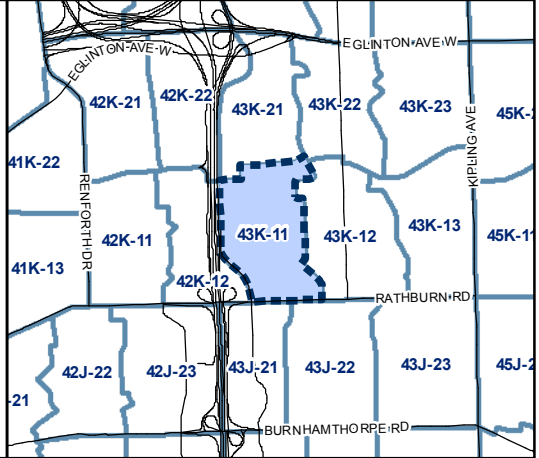 EGLINTON AVE W
EGLINTON AVE W
42K-21
42K-22
43K-21
43K-22
43K-23
45K-2
KIPLING AVE
41K-22
RENFORTH DR
42K-11
43K-11
43K-12
43K-13
45K-11
41K-13
42K-12
RATHBURN RD
42J-22
42J-23
43J-21
43J-22
43J-23
45J-2
-21
BURNHAMTHORPE RD